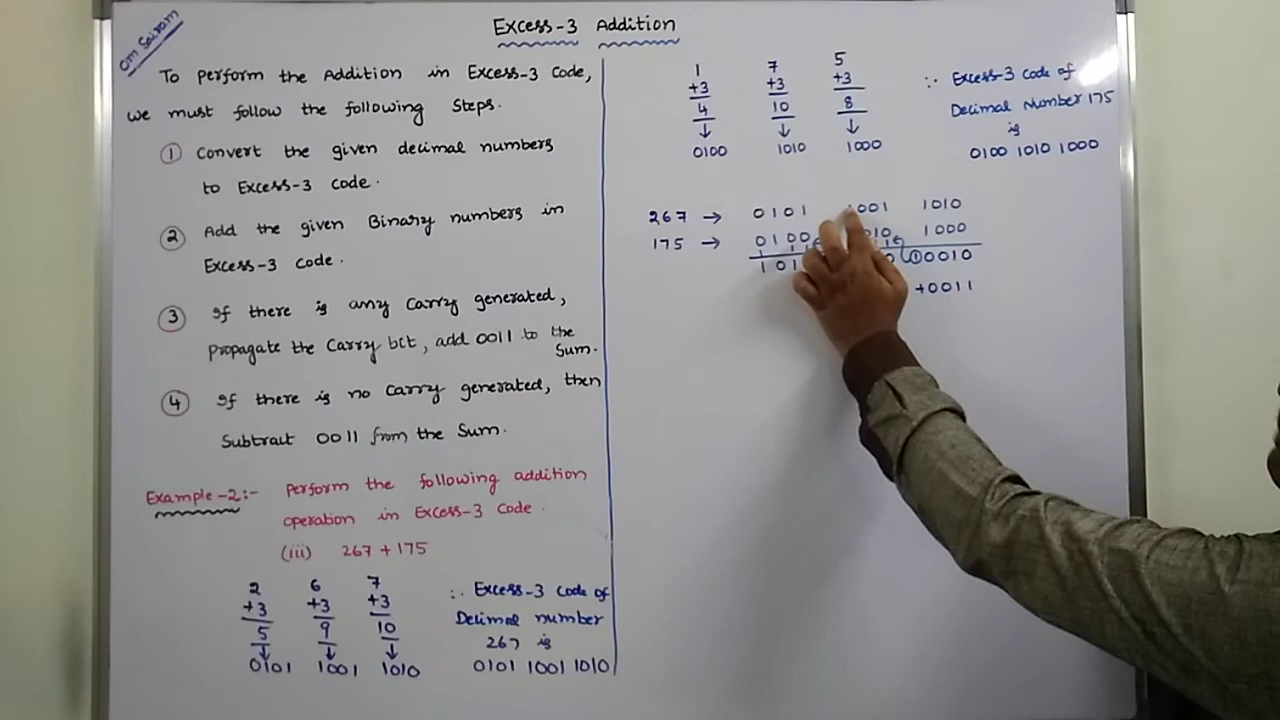 Om Sairam
Excess-3 Addition
To Perform the Addition in Excess-3 Code,
we must follow the following Steps.
① Convert the given decimal numbers
to Excess-3 Code.
② Add the given Binary numbers in
Excess-3 Code.
③ If there is any Carry generated,
Propagate the Carry bit, add 0011 to the
Sum.
④ If there is no Carry generated, then
Subtract 0011 from the Sum.
Example-2:- Perform the following addition
operation in Excess-3 Code.
(iii) 267 + 175
2 6 7
+3 +3 +3
5 9 10
↓ ↓ ↓
0101 1001 1010
∴ Excess-3 Code of
Decimal number
267 is
0101 1001 1010
1 7 5
+3 +3 +3
4 10 8
↓ ↓ ↓
0100 1010 1000
∴ Excess-3 Code of
Decimal Number 175
is
0100 1010 1000
267 → 0101 1001 1010
175 → 0100 010 1000
101 0 ①0010
+0011